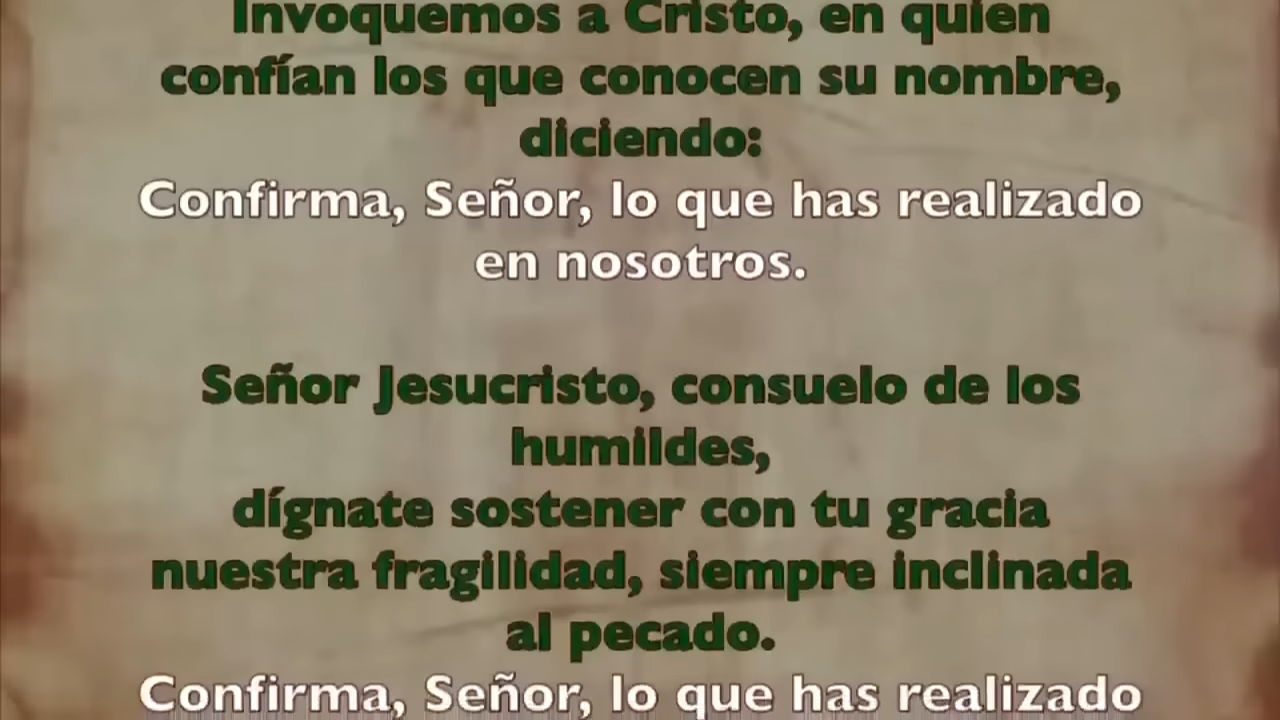 Invoquemos a Cristo, en quien
confían los que conocen su nombre,
diciendo:
Confirma, Señor, lo que has realizado
en nosotros.
Señor Jesucristo, consuelo de los
humildes,
dígnate sostener con tu gracia
nuestra fragilidad, siempre inclinada
al pecado.
Confirma, Señor, lo que has realizado